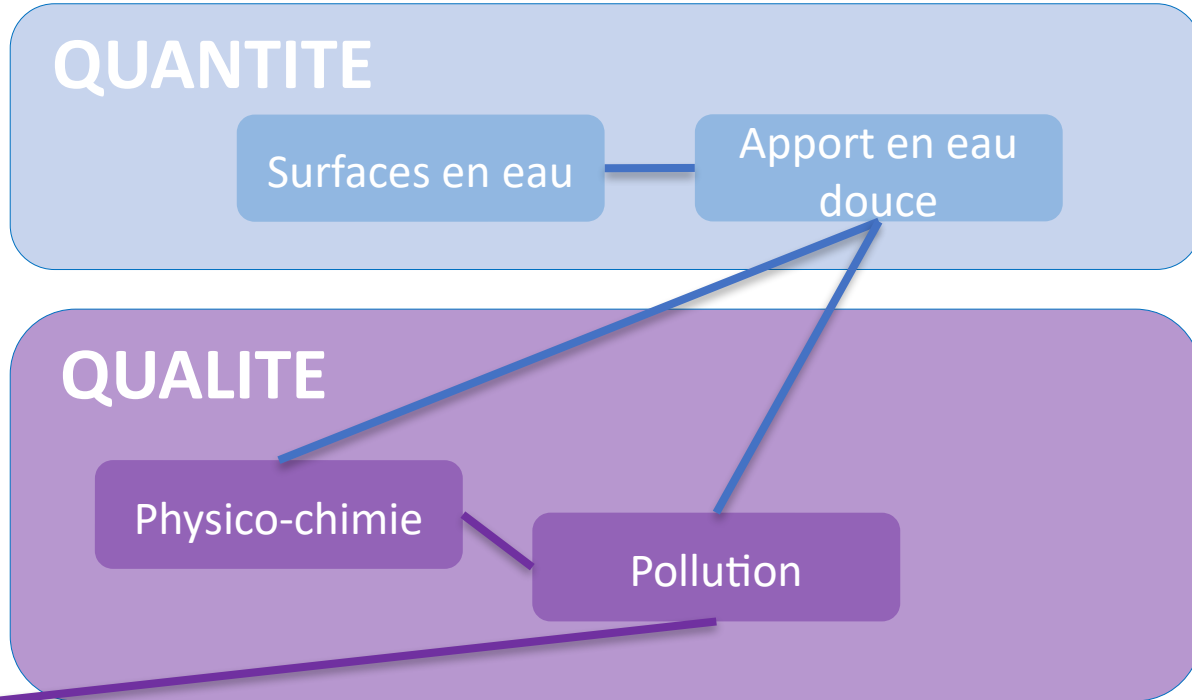 QUANTITE
Surfaces en eau
Apport en eau
douce
QUALITE
Physico-chimie
Pollution